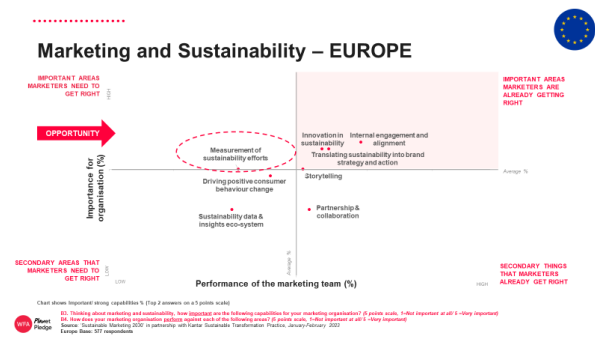 Marketing and Sustainability – EUROPE
IMPORTANT AREAS
MARKETERS NEED TO
GET RIGHT
HIGH
IMPORTANT AREAS
MARKETERS ARE
ALREADY GETTING
RIGHT
OPPORTUNITY
Importance for
organisation (%)
Measurement of
sustainability efforts
Innovation in
sustainability
Internal engagement and
alignment
Translating sustainability into brand
strategy and action
Average %
Driving positive consumer
behaviour change
Storytelling
Sustainability data &
insights eco-system
Partnership &
collaboration
Average %
SECONDARY AREAS THAT
MARKETERS NEED TO
GET RIGHT
LOW
LOW
Performance of the marketing team (%)
HIGH
SECONDARY THINGS
THAT MARKETERS
ALREADY GET RIGHT
Chart shows Important/ strong capabilities % (Top 2 answers on a 5 points scale)
WFA
Planet
Pledge
B3. Thinking about marketing and sustainability, how important are the following capabilities for your marketing organisation? (5 points scale, 1=Not important at all/ 5 =Very important)
B4. How does your marketing organisation perform against each of the following areas? (5 points scale, 1=Not important at all/ 5 =Very important)
Source: 'Sustainable Marketing 2030' in partnership with Kantar Sustainable Transformation Practice, January-February 2023
Europe Base: 577 respondents